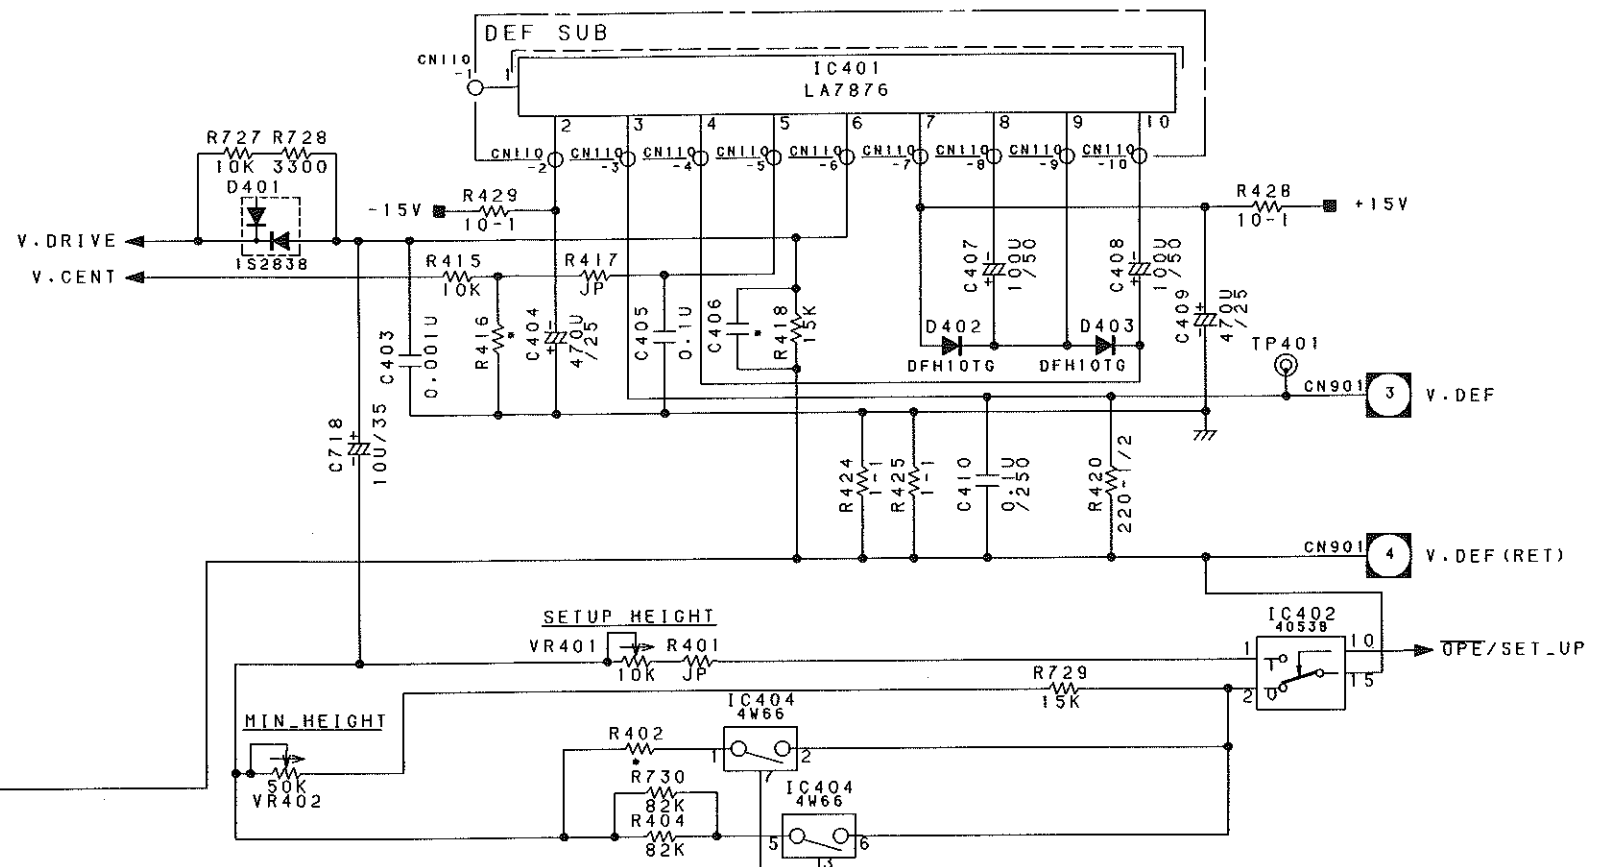 DEF SUB
CN110
-1
1
IC401
LA7876
2
3
4
5
6
7
8
9
10
CN110
-2
CN110
-3
CN110
-4
CN110
-5
CN110
-6
CN110
-7
CN110
-8
CN110
-9
CN110
-10
R727 R728
10K 3300
D401
1S2838
R429
-15V
10-1
R428
+15V
10-1
V.DRIVE
V.CENT
R415
10K
R417
JP
C403
0.001U
R416
*
C404
-
+
470U
/25
C405
0.1U
C406
*
R418
15K
C407
-
+
100U
/50
C408
-
+
100U
/50
C409
+
-
470U
/25
D402
DFH10TG
D403
DFH10TG
TP401
CN901
3
V.DEF
C718
+
-
10U/35
R424
1-1
R425
1-1
C410
0.1U
/250
R420
220-1/2
CN901
4
V.DEF(RET)
SETUP HEIGHT
VR401
10K
R401
JP
IC402
4053B
1
10
2
15
OPE/SET_UP
R729
15K
MIN_HEIGHT
50K
VR402
IC404
4W66
R402
*
1
2
R730
82K
R404
82K
IC404
4W66
5
6
13